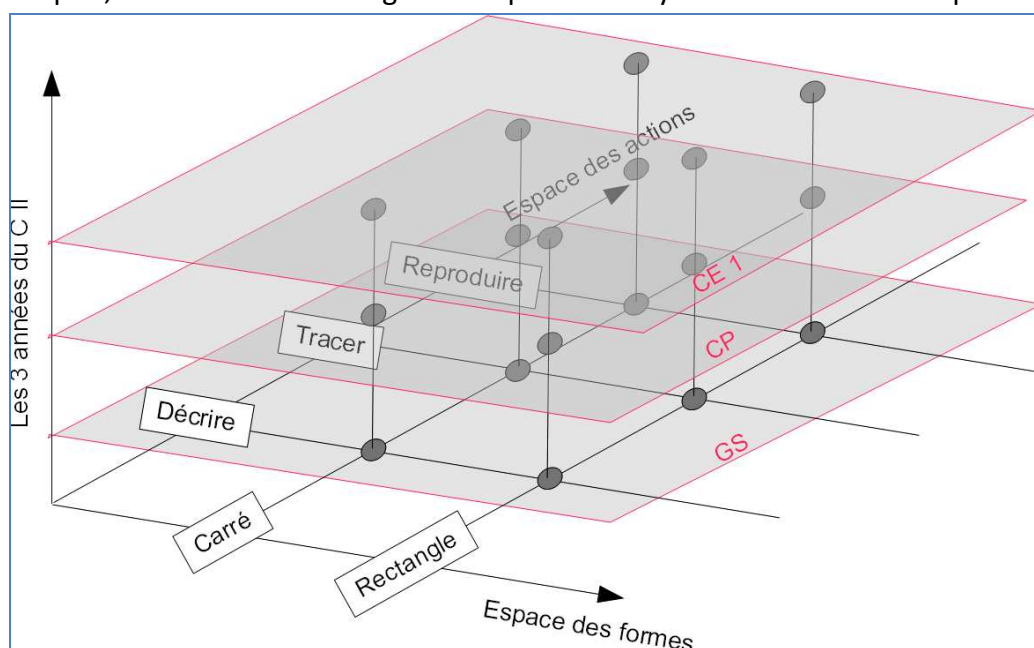 Les 3 années du C II
Espace des actions
Reproduire
CE 1
Tracer
CP
Décrire
GS
Carré
Rectangle
Espace des formes